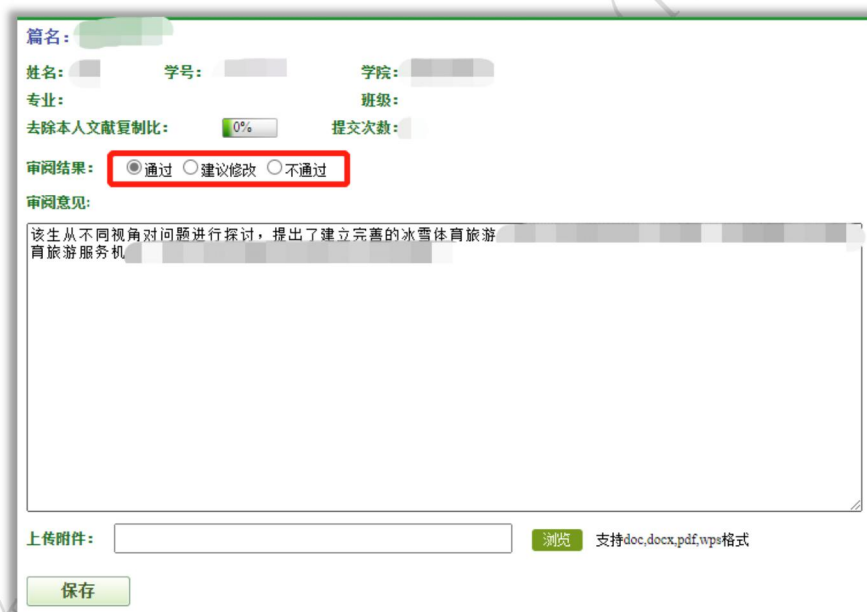 篇名：
姓名： 学号： 学院：
专业： 班级：
去除本人文献复制比： 0% 提交次数：
审阅结果： 通过 建议修改 不通过
审阅意见:
该生从不同视角对问题进行探讨，提出了建立完善的冰雪体育旅游
育旅游服务机
上传附件： 浏览 支持doc,docx,pdf,wps格式
保存